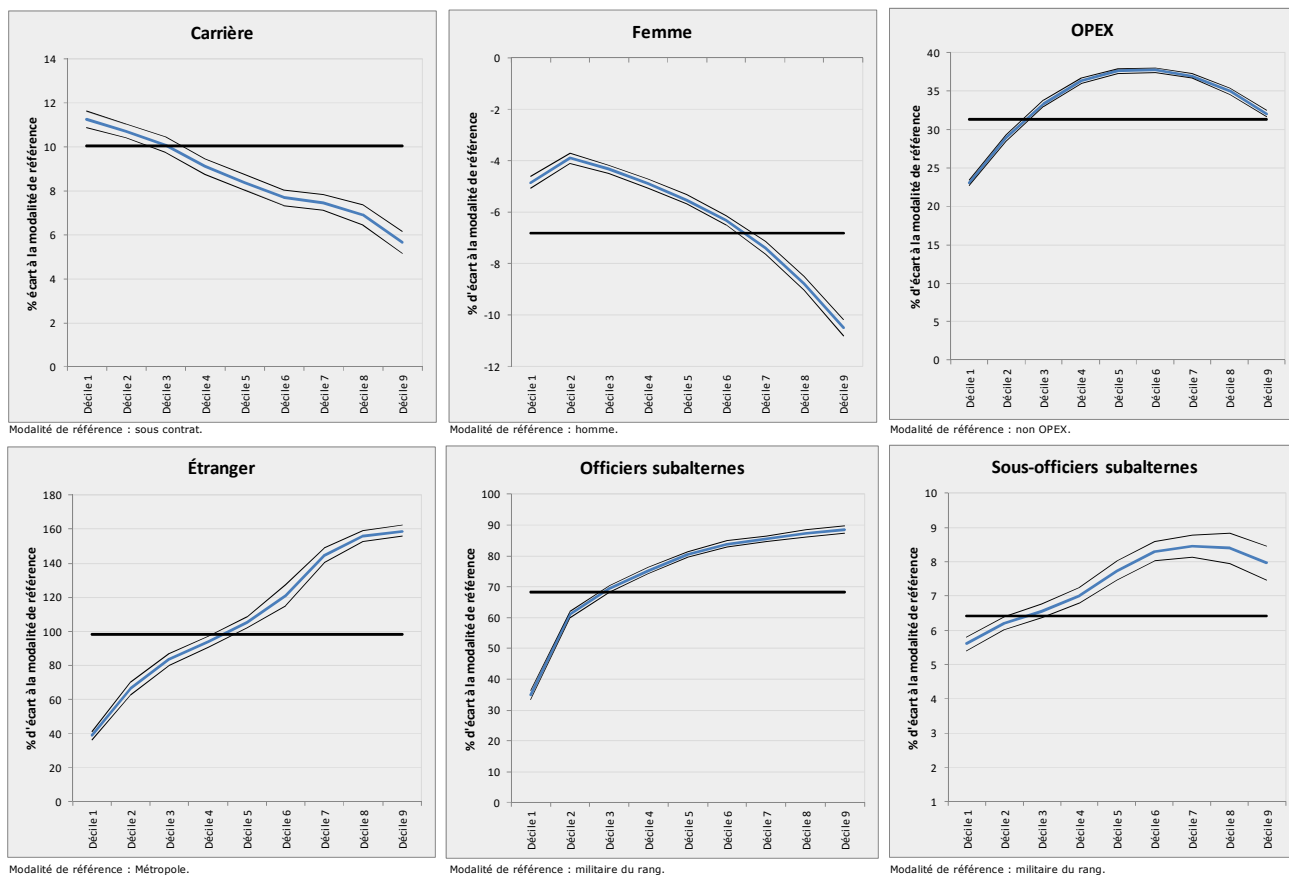 Carrière
% écart à la modalité de référence
14
12
10
8
6
4
2
0
Décile 1
Décile 2
Décile 3
Décile 4
Décile 5
Décile 6
Décile 7
Décile 8
Décile 9
Modalité de référence : sous contrat.
Femme
% d'écart à la modalité de référence
0
-2
-4
-6
-8
-10
-12
Décile 1
Décile 2
Décile 3
Décile 4
Décile 5
Décile 6
Décile 7
Décile 8
Décile 9
Modalité de référence : homme.
OPEX
% d'écart à la modalité de référence
40
35
30
25
20
15
10
5
0
Décile 1
Décile 2
Décile 3
Décile 4
Décile 5
Décile 6
Décile 7
Décile 8
Décile 9
Modalité de référence : non OPEX.
Étranger
% d'écart à la modalité de référence
180
160
140
120
100
80
60
40
20
0
Décile 1
Décile 2
Décile 3
Décile 4
Décile 5
Décile 6
Décile 7
Décile 8
Décile 9
Modalité de référence : Métropole.
Officiers subalternes
% d'écart à la modalité de référence
100
90
80
70
60
50
40
30
20
10
0
Décile 1
Décile 2
Décile 3
Décile 4
Décile 5
Décile 6
Décile 7
Décile 8
Décile 9
Modalité de référence : militaire du rang.
Sous-officiers subalternes
% d'écart à la modalité de référence
10
9
8
7
6
5
4
3
2
1
Décile 1
Décile 2
Décile 3
Décile 4
Décile 5
Décile 6
Décile 7
Décile 8
Décile 9
Modalité de référence : militaire du rang.